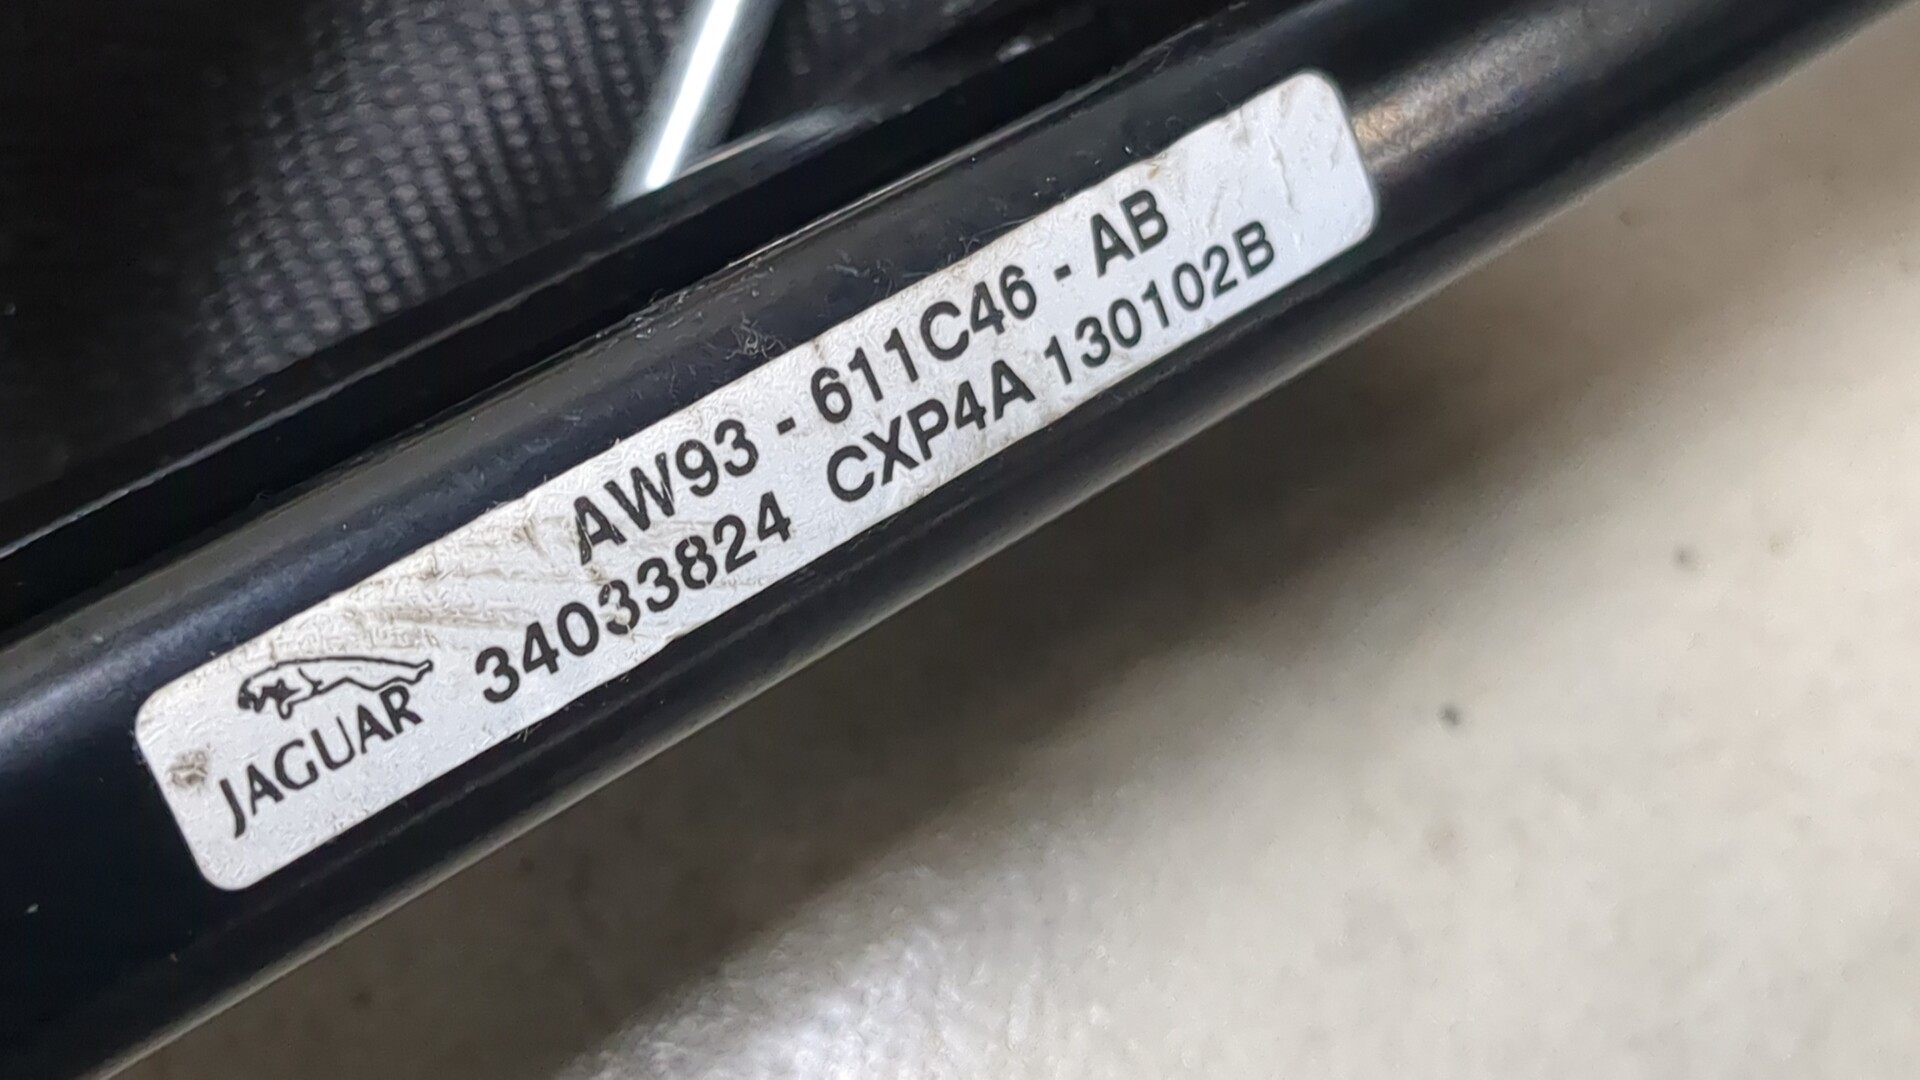 AW93 - 611C46 - AB
34033824 CXP4A 130102B
JAGUAR